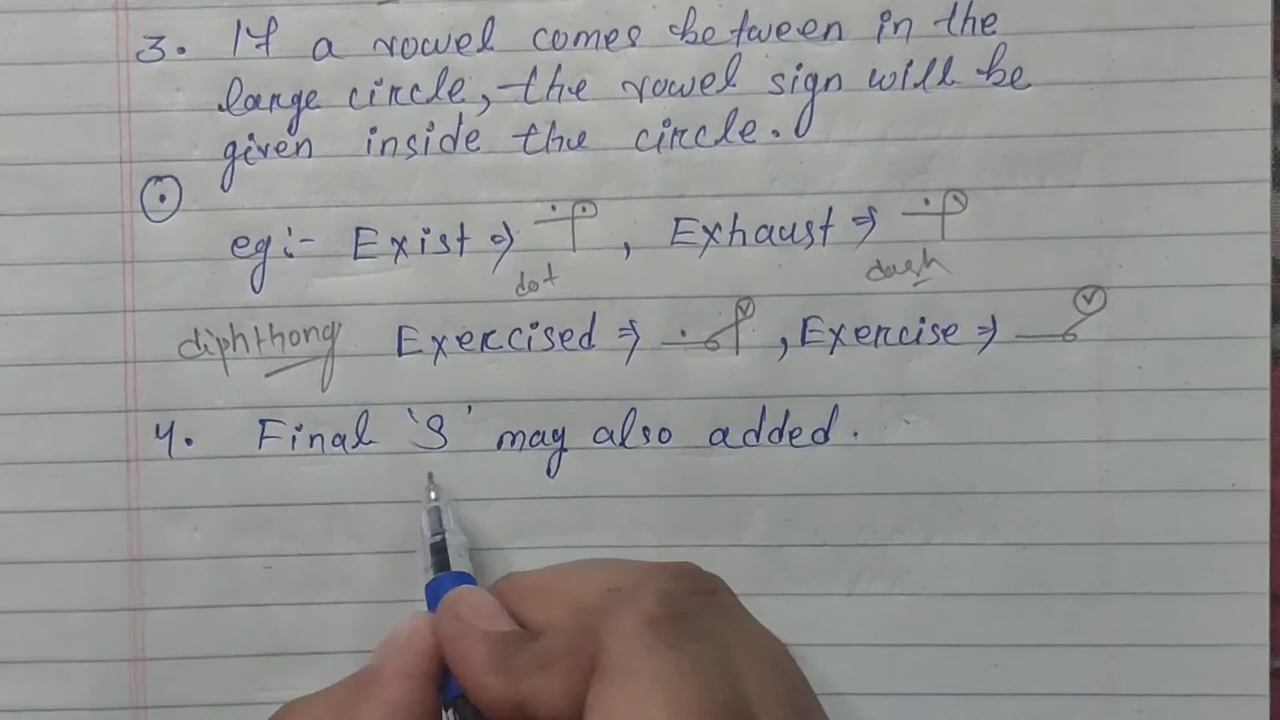 3. If a vowel comes between in the
large circle, the vowel sign will be
given inside the circle.
eg:- Exist ⇒ , Exhaust ⇒
dot dash
diphthong Exercised ⇒ , Exercise ⇒
4. Final 'S' may also added.